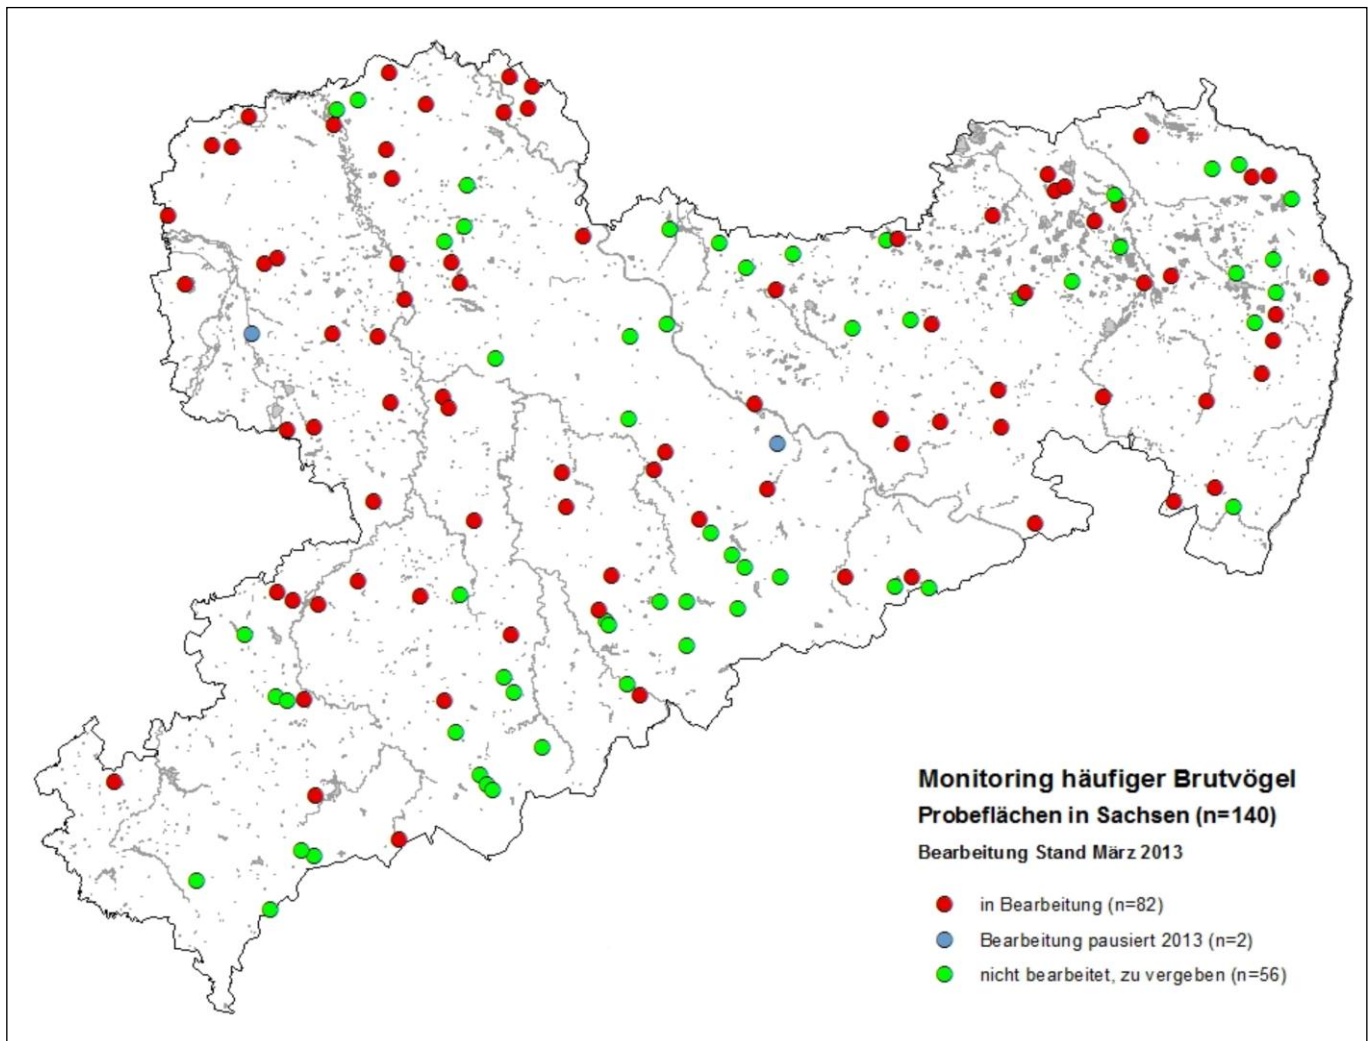 Monitoring häufiger Brutvögel
Probeflächen in Sachsen (n=140)
Bearbeitung Stand März 2013
in Bearbeitung (n=82)
Bearbeitung pausiert 2013 (n=2)
nicht bearbeitet, zu vergeben (n=56)